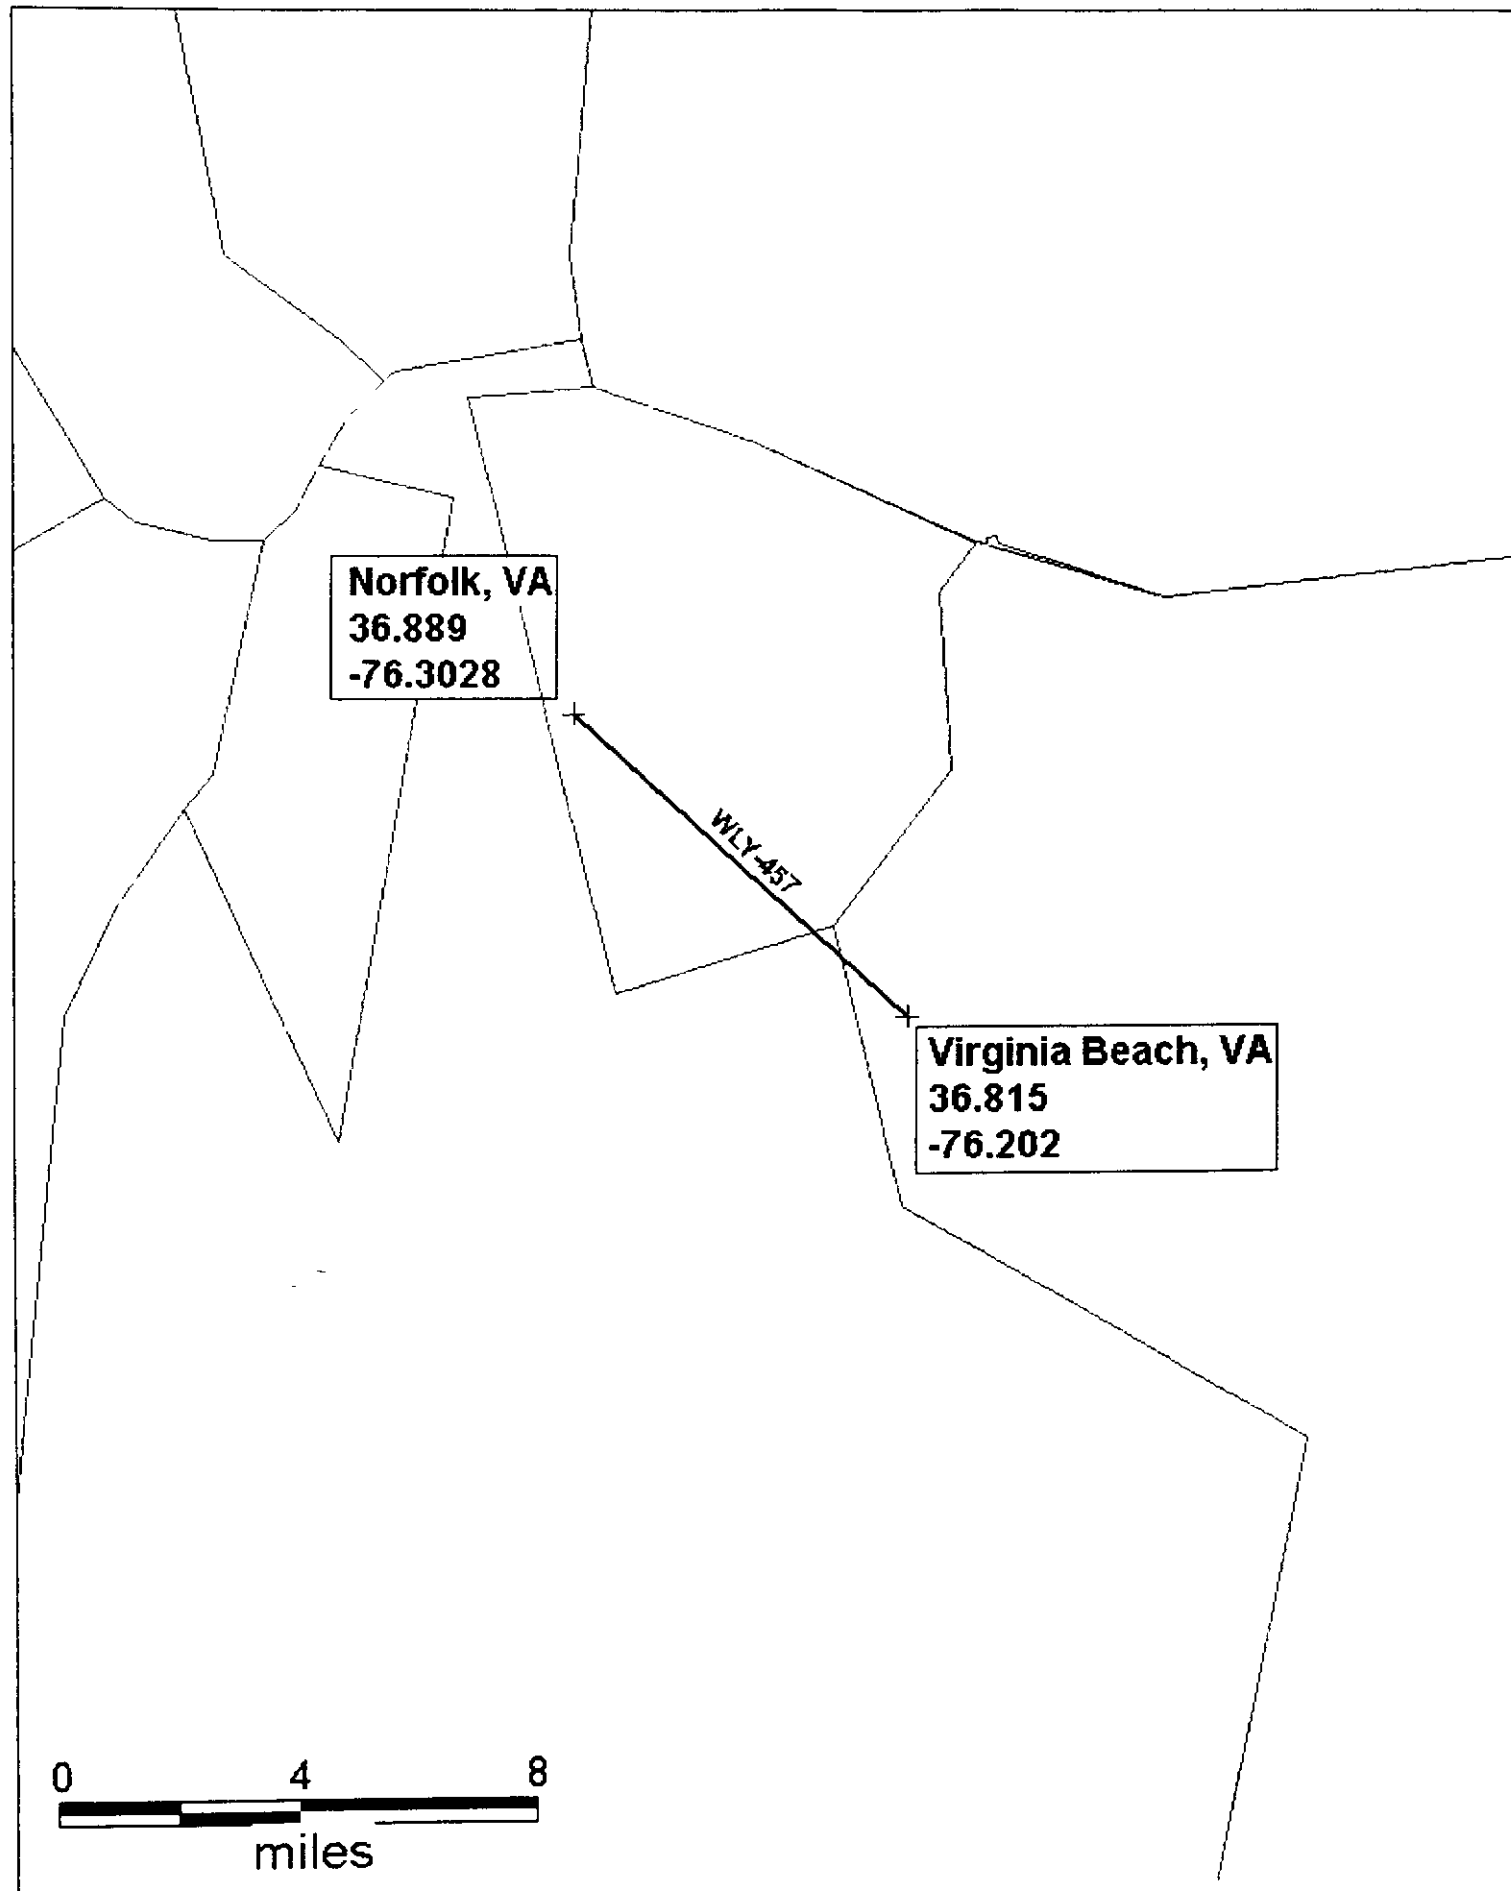 Norfolk, VA
36.889
-76.3028
WLY-457
Virginia Beach, VA
36.815
-76.202
0 4 8
miles